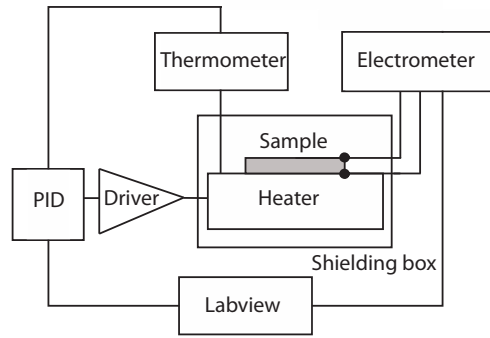 Thermometer
Electrometer
Sample
PID
Driver
Heater
Shielding box
Labview